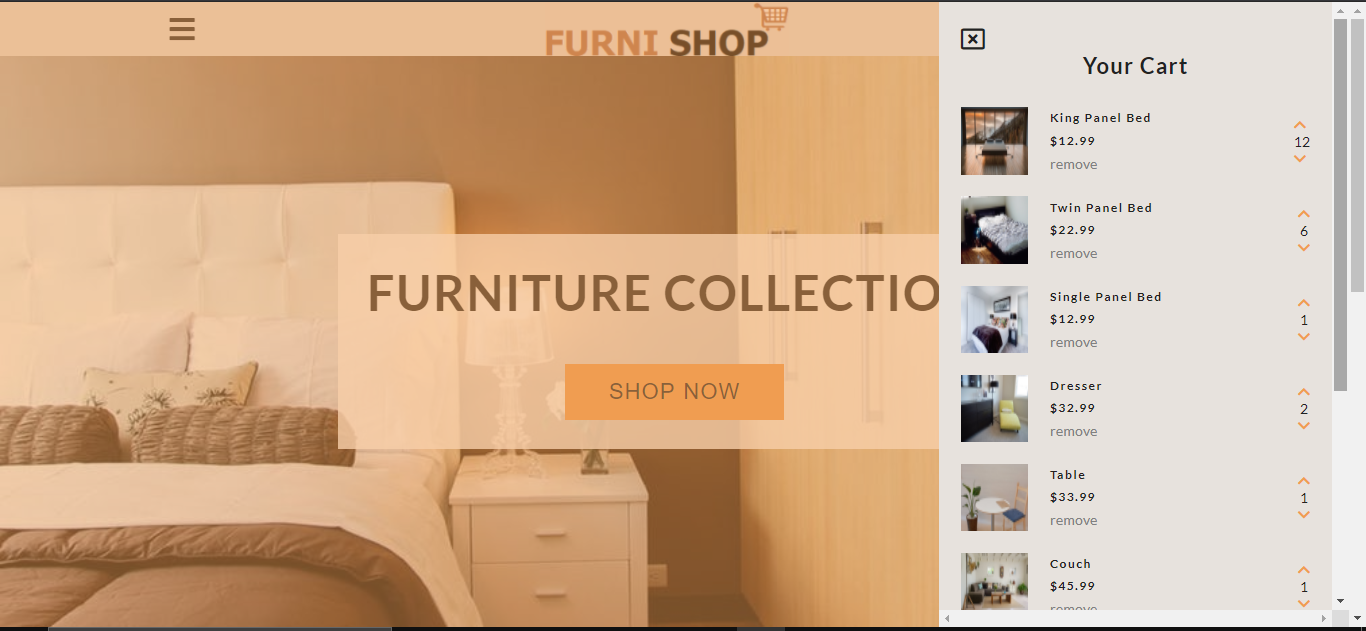 FURNI SHOP
FURNITURE COLLECTIO
SHOP NOW
Your Cart
King Panel Bed
$12.99
remove
12
Twin Panel Bed
$22.99
remove
6
Single Panel Bed
$12.99
remove
1
Dresser
$32.99
remove
2
Table
$33.99
remove
1
Couch
$45.99
remove
1